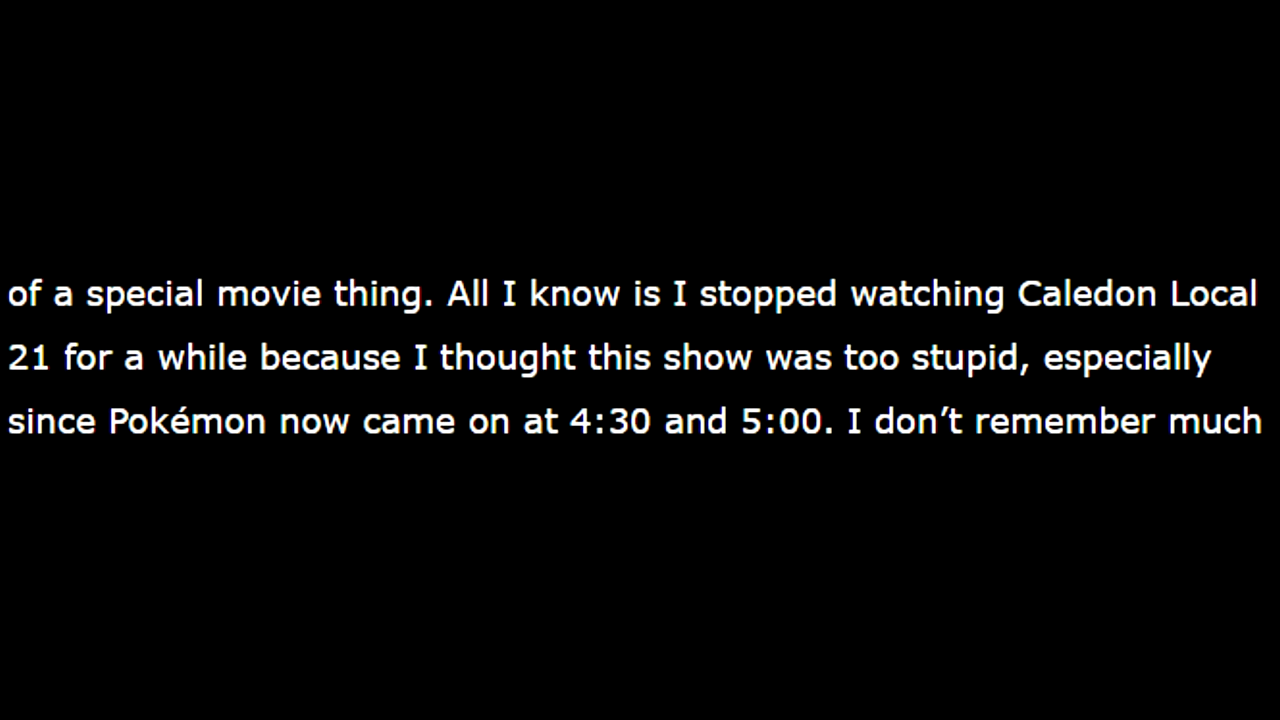 of a special movie thing. All I know is I stopped watching Caledon Local
21 for a while because I thought this show was too stupid, especially
since Pokémon now came on at 4:30 and 5:00. I don’t remember much